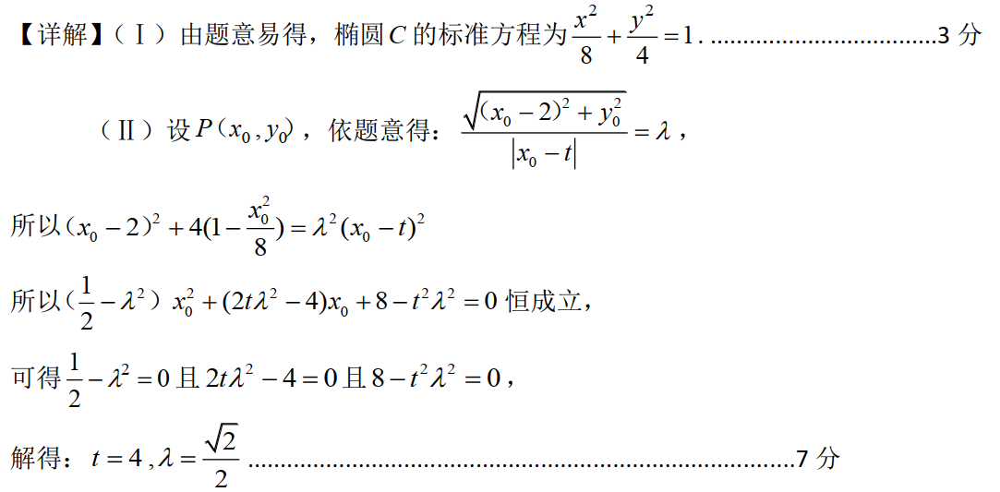 【详解】（Ⅰ）由题意易得，椭圆 C 的标准方程为 $\frac{x^2}{8}+\frac{y^2}{4}=1$. ...................................3 分
（Ⅱ）设 $P(x_0,y_0)$，依题意得：$\frac{\sqrt{(x_0-2)^2+y_0^2}}{|x_0-t|}=\lambda$，
所以 $(x_0-2)^2+4(1-\frac{x_0^2}{8})=\lambda^2(x_0-t)^2$
所以 $(\frac{1}{2}-\lambda^2)x_0^2+(2t\lambda^2-4)x_0+8-t^2\lambda^2=0$ 恒成立，
可得 $\frac{1}{2}-\lambda^2=0$ 且 $2t\lambda^2-4=0$ 且 $8-t^2\lambda^2=0$，
解得：$t=4,\lambda=\frac{\sqrt{2}}{2}$ .....................................................................................7 分